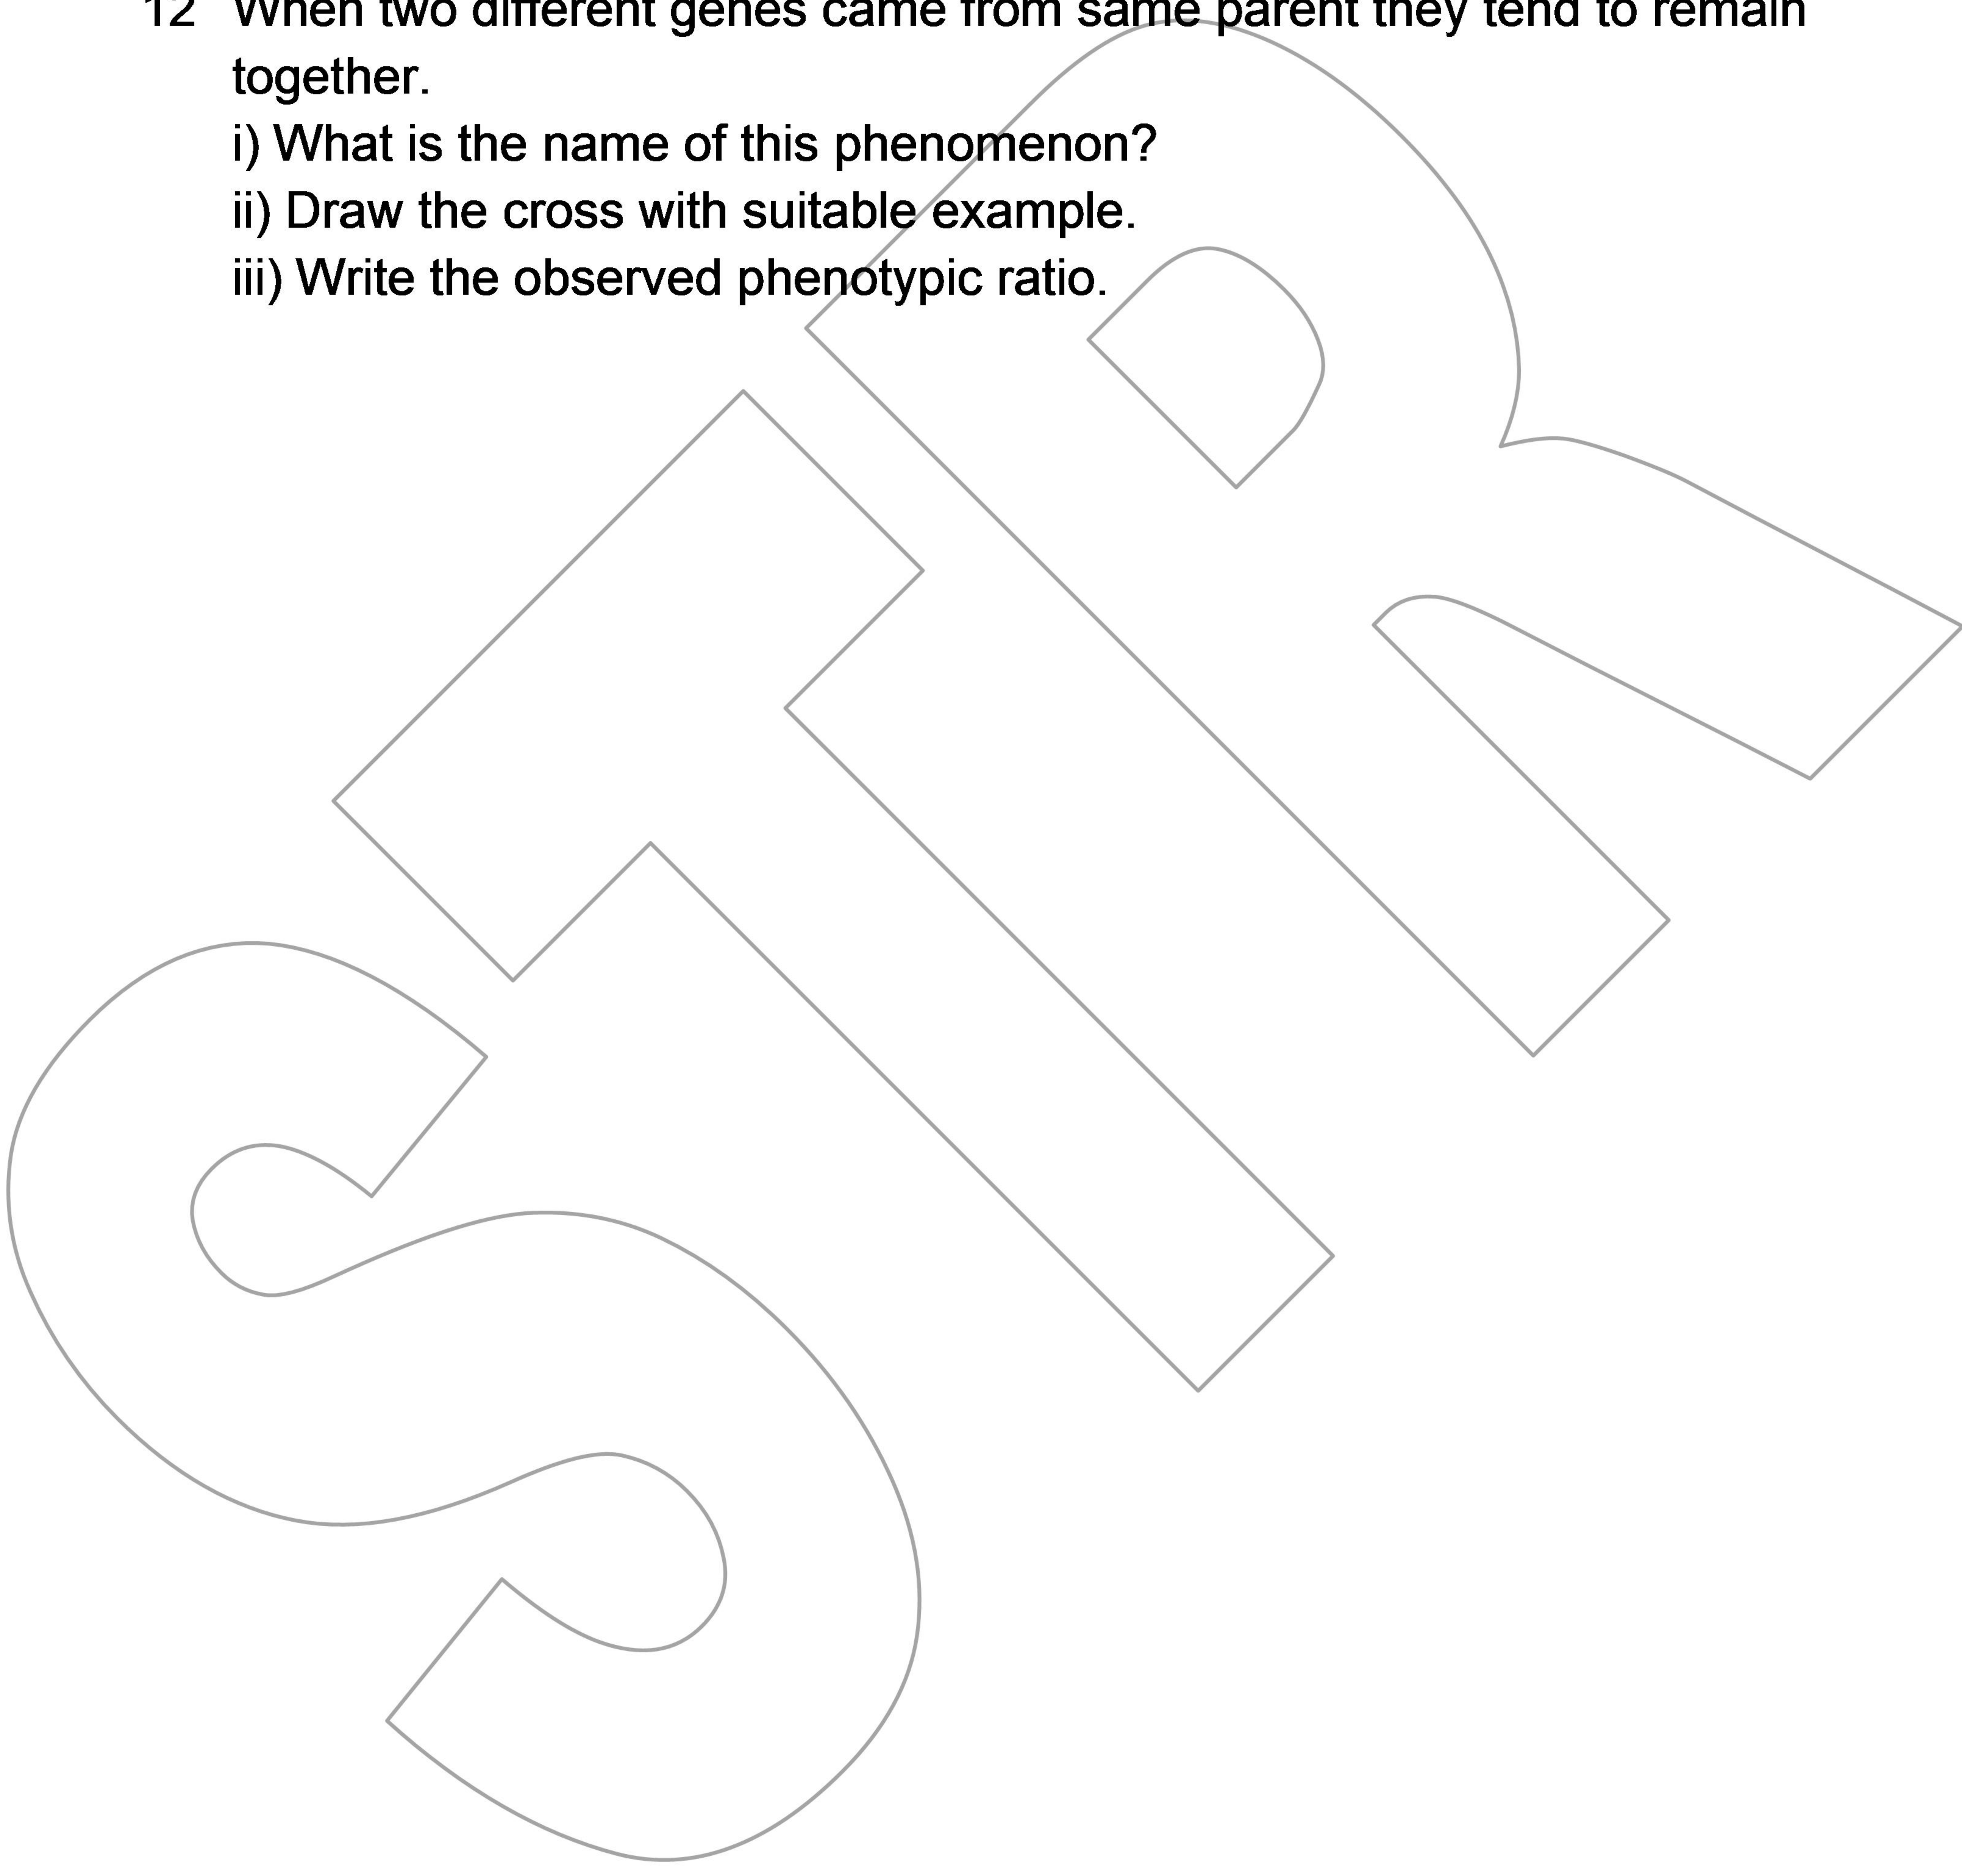 12 When two different genes came from same parent they tend to remain
together.
i) What is the name of this phenomenon?
ii) Draw the cross with suitable example.
iii) Write the observed phenotypic ratio.
STR